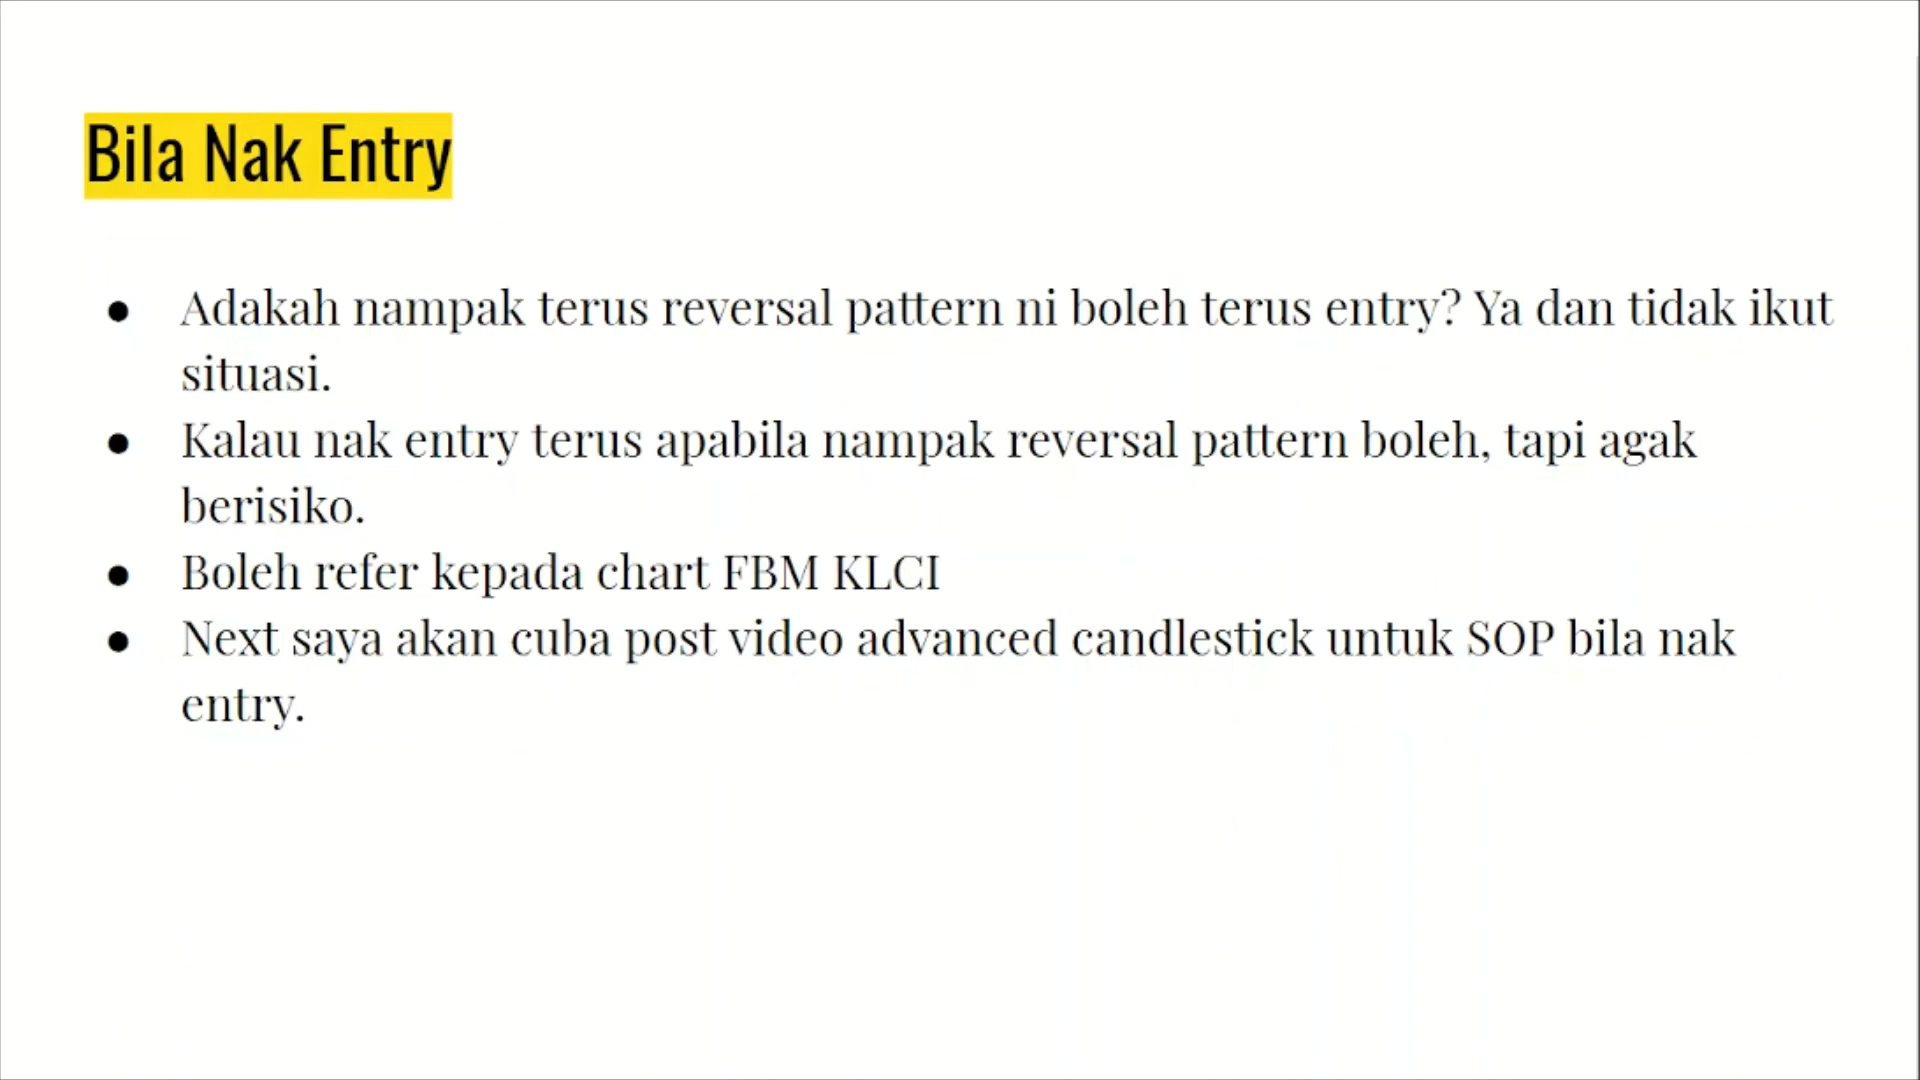 Bila Nak Entry
● Adakah nampak terus reversal pattern ni boleh terus entry? Ya dan tidak ikut
situasi.
● Kalau nak entry terus apabila nampak reversal pattern boleh, tapi agak
berisiko.
● Boleh refer kepada chart FBM KLCI
● Next saya akan cuba post video advanced candlestick untuk SOP bila nak
entry.